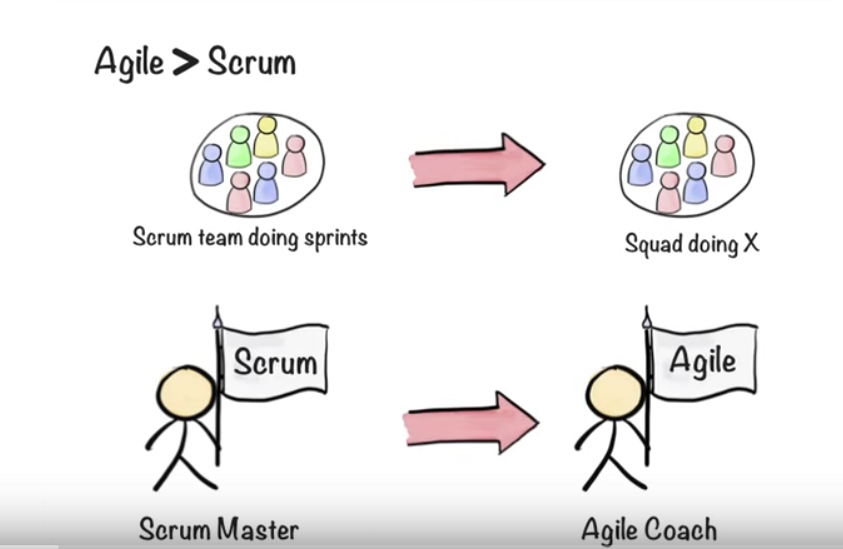 Agile > Scrum
Scrum team doing sprints
Squad doing X
Scrum
Agile
Scrum Master
Agile Coach